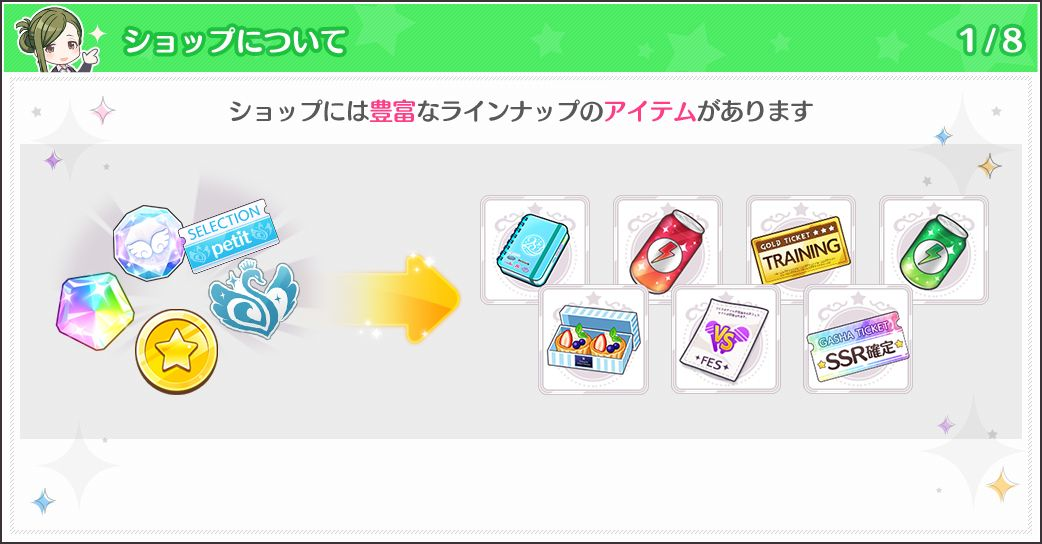 ショップについて
1/8
ショップには豊富なラインナップのアイテムがあります
SELECTION
petit
GOLD TICKET ★★★
TRAINING
VS
FES
GASHA TICKET
SSR確定